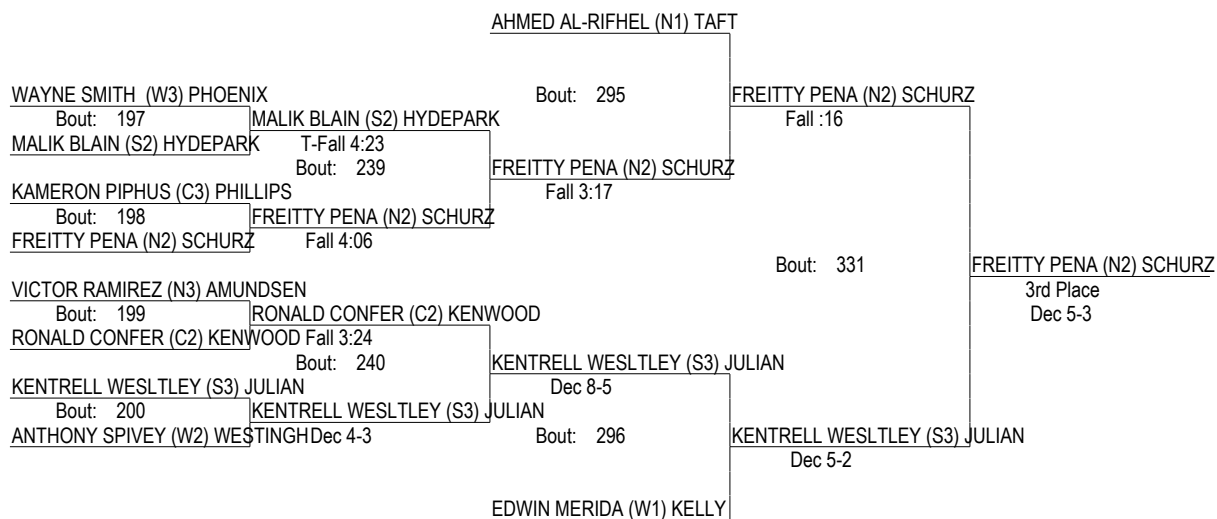 AHMED AL-RIFHEL (N1) TAFT
WAYNE SMITH (W3) PHOENIX
Bout: 295
FREITTY PENA (N2) SCHURZ
Bout: 197
MALIK BLAIN (S2) HYDEPARK
Fall :16
MALIK BLAIN (S2) HYDEPARK
T-Fall 4:23
Bout: 239
FREITTY PENA (N2) SCHURZ
KAMERON PIPHUS (C3) PHILLIPS
Fall 3:17
Bout: 198
FREITTY PENA (N2) SCHURZ
FREITTY PENA (N2) SCHURZ
Fall 4:06
Bout: 331
FREITTY PENA (N2) SCHURZ
VICTOR RAMIREZ (N3) AMUNDSEN
3rd Place
Bout: 199
RONALD CONFER (C2) KENWOOD
Dec 5-3
RONALD CONFER (C2) KENWOOD
Fall 3:24
Bout: 240
KENTRELL WESLTLEY (S3) JULIAN
KENTRELL WESLTLEY (S3) JULIAN
Dec 8-5
Bout: 200
KENTRELL WESLTLEY (S3) JULIAN
ANTHONY SPIVEY (W2) WESTINGH
Dec 4-3
Bout: 296
KENTRELL WESLTLEY (S3) JULIAN
Dec 5-2
EDWIN MERIDA (W1) KELLY